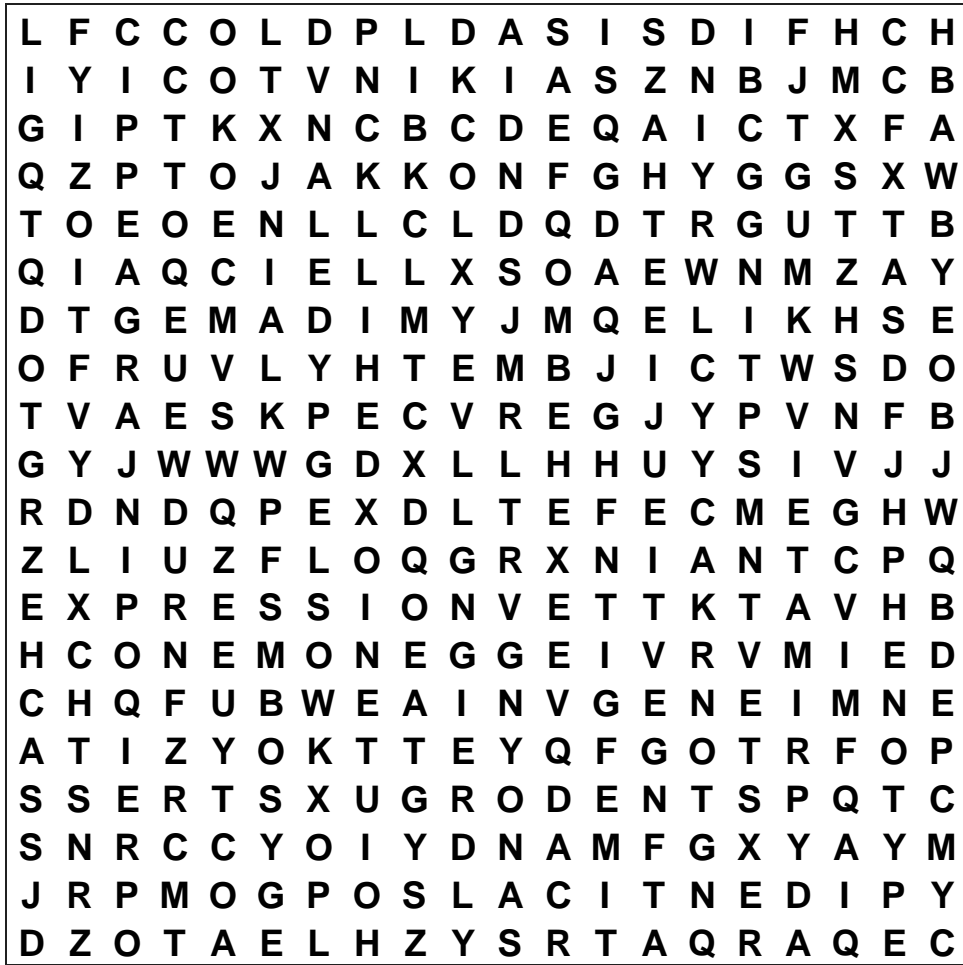 L F C C O L D P L D A S I S D I F H C H
I Y I C O T V N I K I A S Z N B J M C B
G I P T K X N C B C D E Q A I C T X F A
Q Z P T O J A K K O N F G H Y G G S X W
T O E O E N L L C L D Q D T R G U T T B
Q I A Q C I E L L X S O A E W N M Z A Y
D T G E M A D I M Y J M Q E L I K H S E
O F R U V L Y H T E M B J I C T W S D O
T V A E S K P E C V R E G J Y P V N F B
G Y J W W W G D X L L H H U Y S I V J J
R D N D Q P E X D L T E F E C M E G H W
Z L I U Z F L O Q G R X N I A N T C P Q
E X P R E S S I O N V E T T K T A V H B
H C O N E M O N E G G E I V R V M I E D
C H Q F U B W E A I N V G E N E I M N E
A T I Z Y O K T T E Y Q F G O T R F O P
S S E R T S X U G R O D E N T S P Q T C
S N R C C Y O I Y D N A M F G X Y A Y M
J R P M O G P O S L A C I T N E D I P Y
D Z O T A E L H Z Y S R T A Q R A Q E C